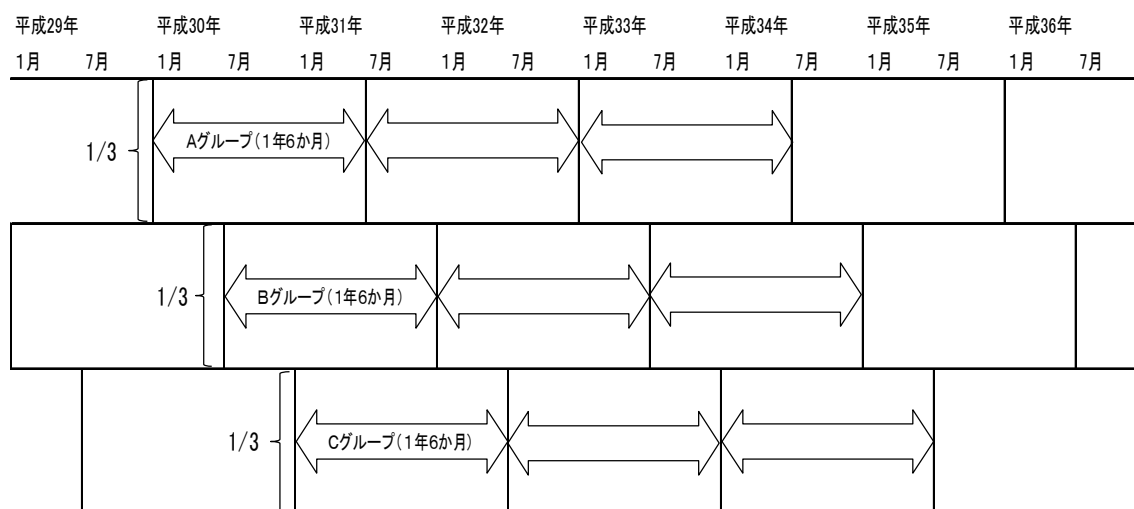 平成29年 平成30年 平成31年 平成32年 平成33年 平成34年 平成35年 平成36年
1月 7月 1月 7月 1月 7月 1月 7月 1月 7月 1月 7月 1月 7月 1月 7月
1/3 Aグループ(1年6か月)
1/3 Bグループ(1年6か月)
1/3 Cグループ(1年6か月)